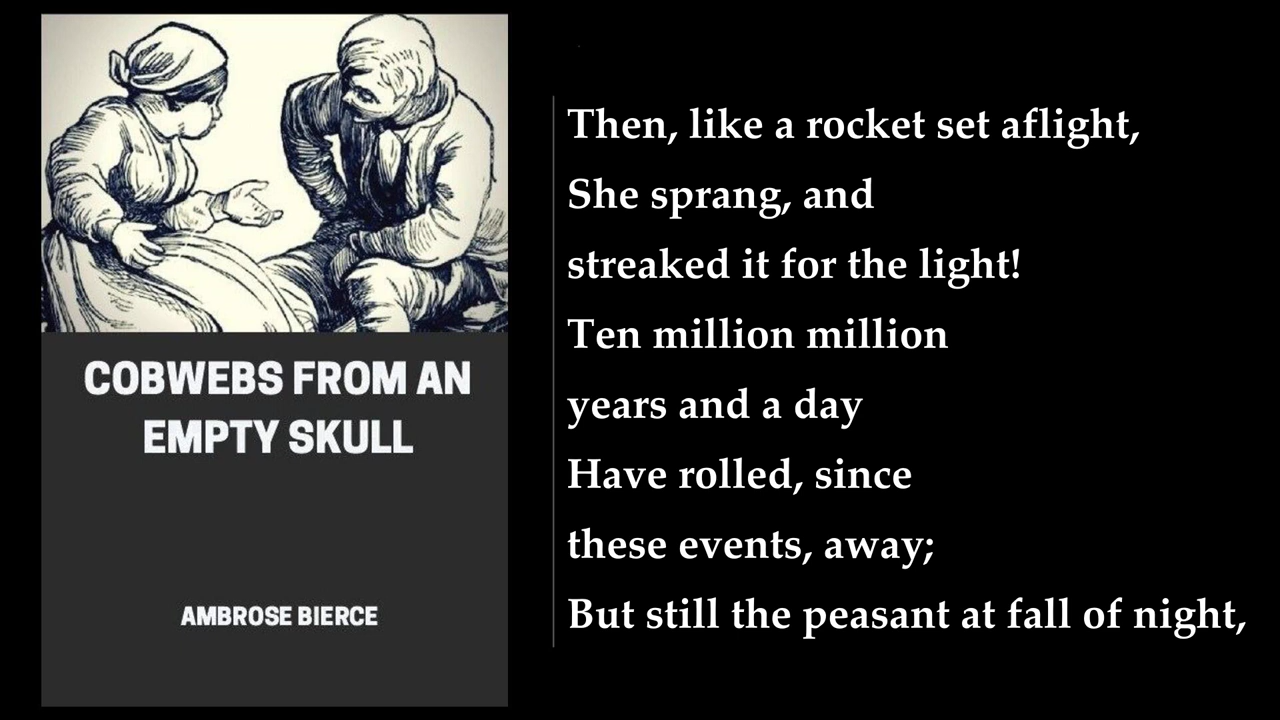 COBWEBS FROM AN
EMPTY SKULL
AMBROSE BIERCE
Then, like a rocket set aflight,
She sprang, and
streaked it for the light!
Ten million million
years and a day
Have rolled, since
these events, away;
But still the peasant at fall of night,